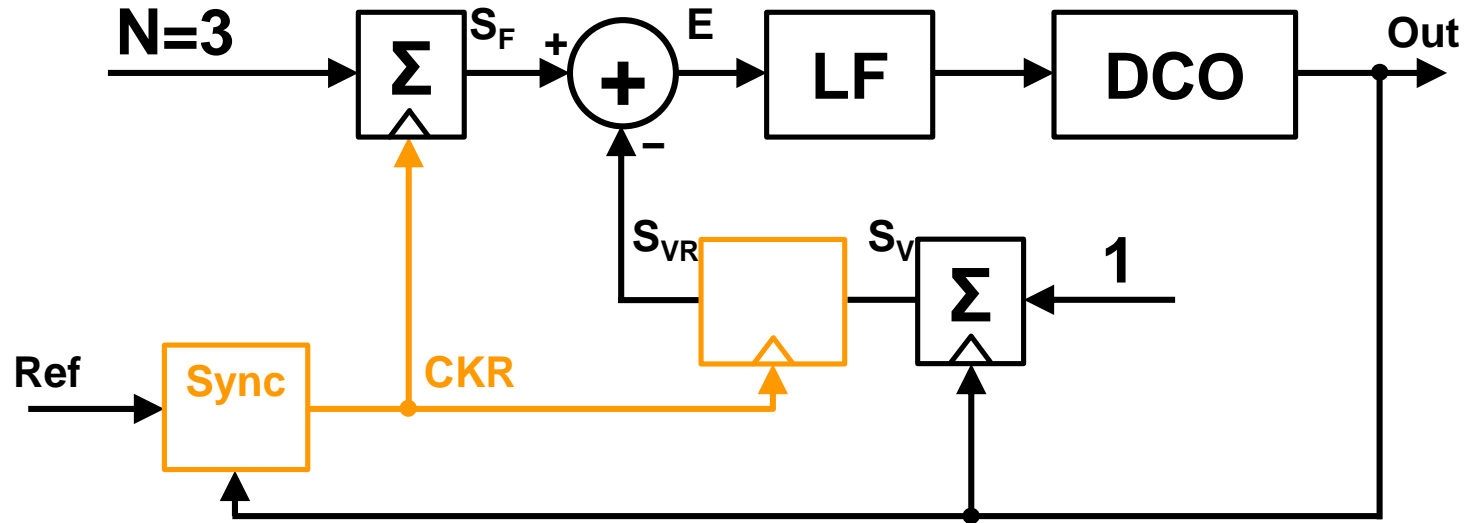 N=3
Σ
S_F
+
+
−
E
LF
DCO
Out
S_VR
S_V
Σ
1
Ref
Sync
CKR